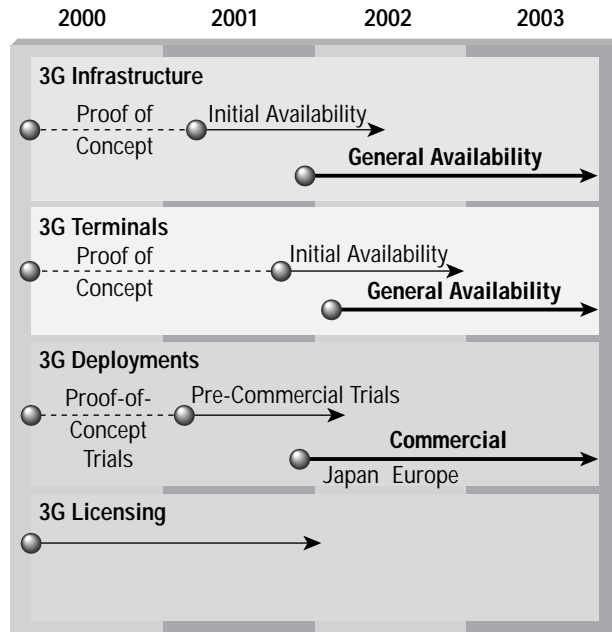 2000 2001 2002 2003
3G Infrastructure
Proof of
Concept
Initial Availability
General Availability
3G Terminals
Proof of
Concept
Initial Availability
General Availability
3G Deployments
Proof-of-
Concept
Trials
Pre-Commercial Trials
Commercial
Japan Europe
3G Licensing